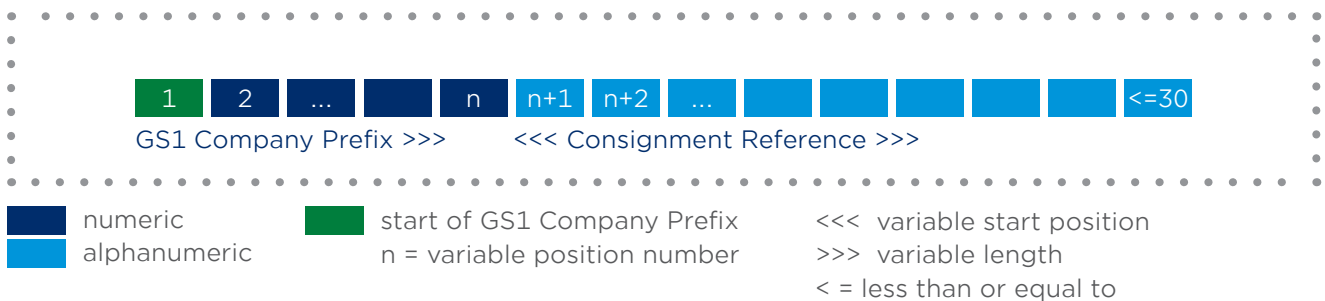 1 2 ... n n+1 n+2 ... <=30
GS1 Company Prefix >>> <<< Consignment Reference >>>
numeric start of GS1 Company Prefix <<< variable start position
alphanumeric n = variable position number >>> variable length
< = less than or equal to